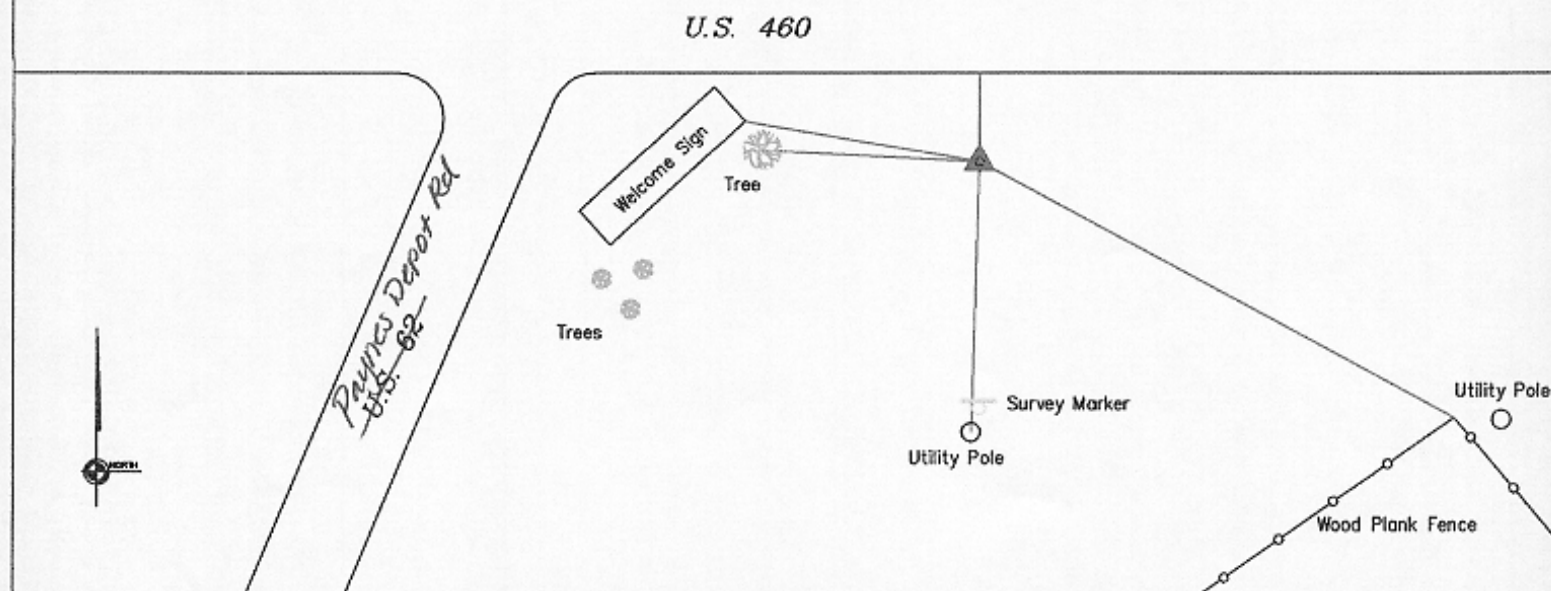 U.S. 460
Welcome Sign
Tree
Paynes Depot Rd
U.S. 62
Trees
Utility Pole
Survey Marker
Utility Pole
NORTH
Wood Plank Fence